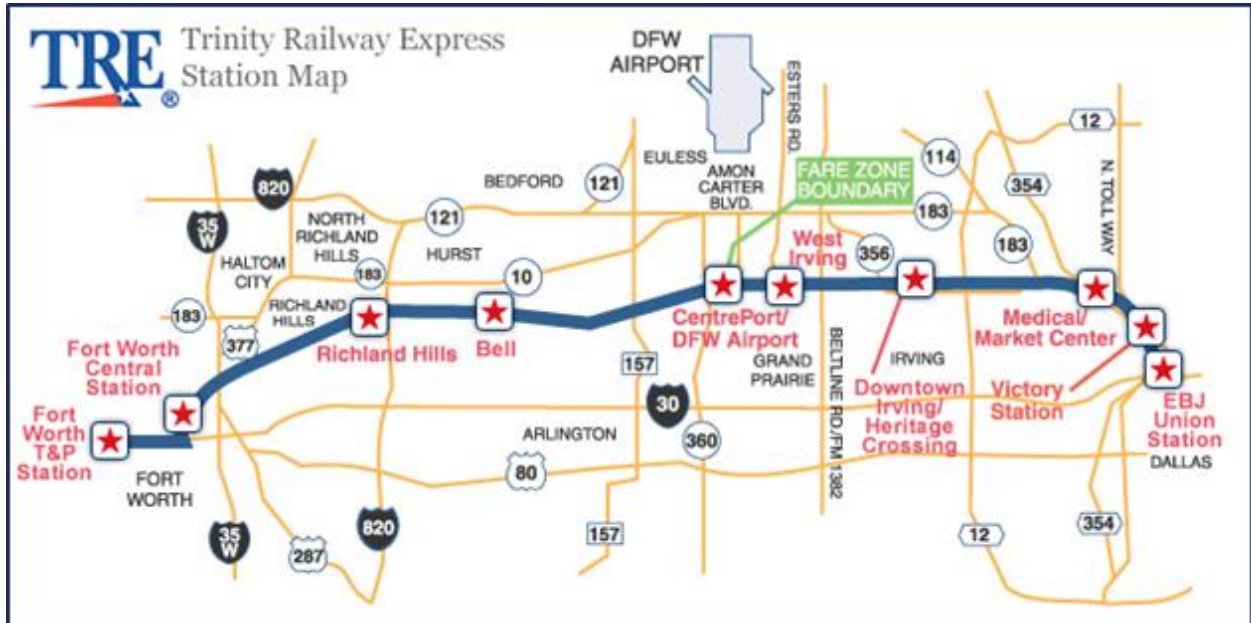 TRE®
Trinity Railway Express
Station Map
DFW
AIRPORT
ESTERS RD.
12
820
BEDFORD
121
EULESS
AMON
CARTER
BLVD.
FARE ZONE
BOUNDARY
114
354
N. TOLL WAY
35
W
NORTH
RICHLAND
HILLS
121
183
HALTOM
CITY
183
HURST
10
West
Irving
356
183
183
RICHLAND
HILLS
377
Richland Hills
Bell
CentrePort/
DFW Airport
Medical/
Market Center
Fort Worth
Central
Station
157
GRAND
PRAIRIE
BELTLINE RD./FM 1382
IRVING
Downtown
Irving/
Heritage
Crossing
Victory
Station
EBJ
Union
Station
DALLAS
Fort
Worth
T&P
Station
30
ARLINGTON
360
FORT
WORTH
80
35
W
287
820
157
12
354